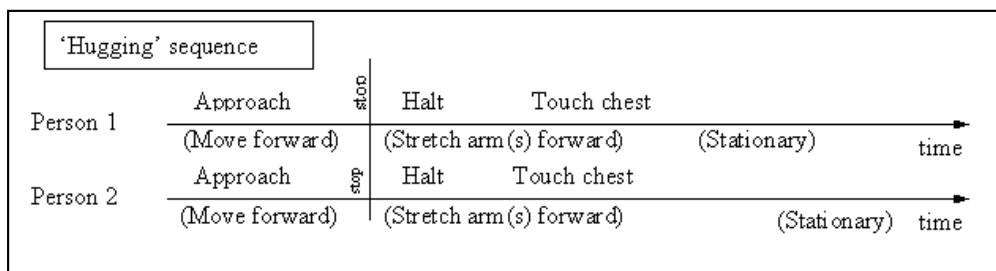 ‘Hugging’ sequence
Approach stop Halt Touch chest
Person 1
(Move forward) (Stretch arm(s) forward) (Stationary) time
Approach stop Halt Touch chest
Person 2
(Move forward) (Stretch arm(s) forward) (Stationary) time